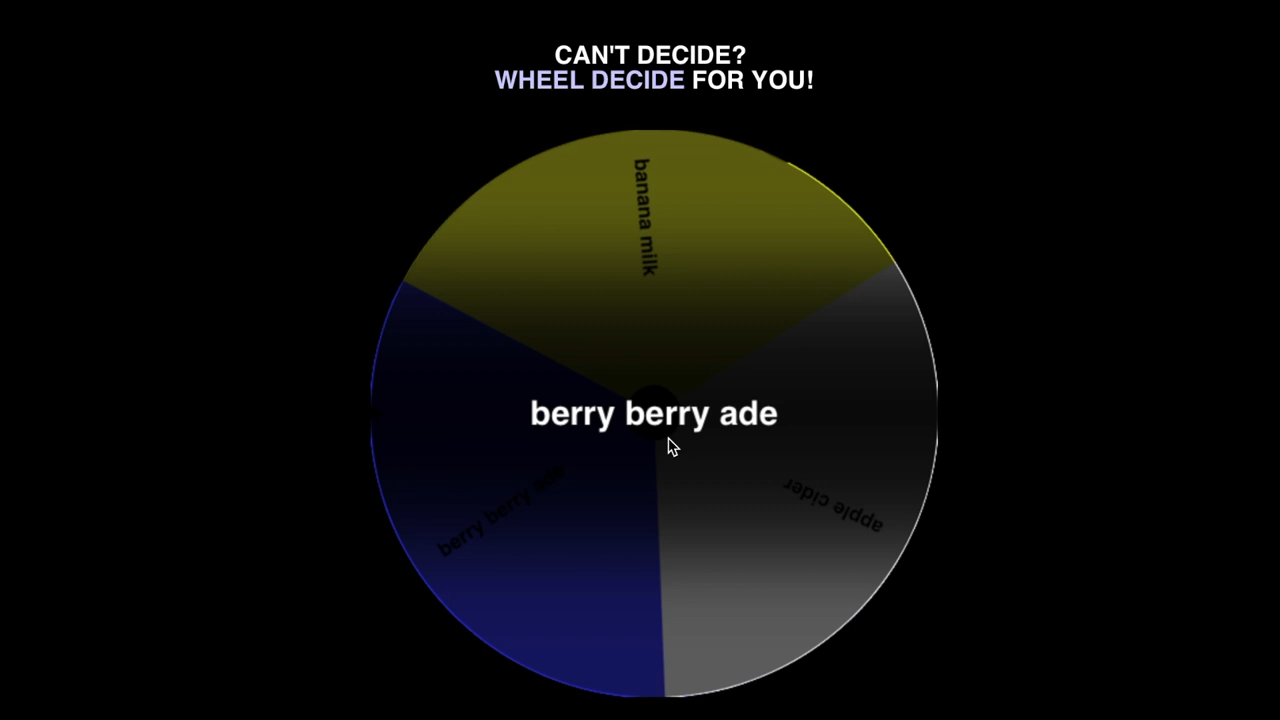 CAN'T DECIDE?
WHEEL DECIDE FOR YOU!
banana milk
berry berry ade
berry berry ade
apple cider